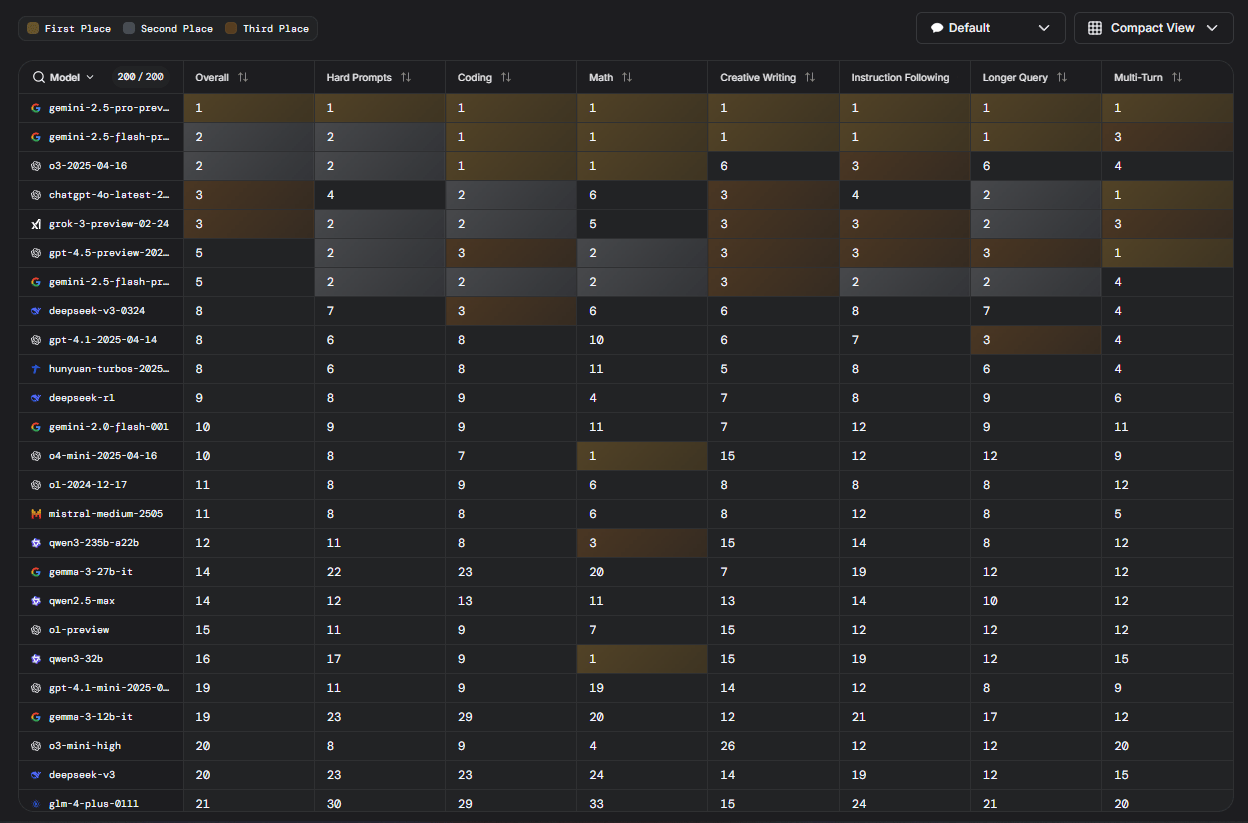 First Place Second Place Third Place Default Compact View
Model 200 / 200 Overall Hard Prompts Coding Math Creative Writing Instruction Following Longer Query Multi-Turn
gemini-2.5-pro-prev… 1 1 1 1 1 1 1 1
gemini-2.5-flash-pr… 2 2 1 1 1 1 1 3
o3-2025-04-16 2 2 1 1 6 3 6 4
chatgpt-4o-latest-2… 3 4 2 6 3 4 2 1
grok-3-preview-02-24 3 2 2 5 3 3 2 3
gpt-4.5-preview-202… 5 2 3 2 3 3 3 1
gemini-2.5-flash-pr… 5 2 2 2 3 2 2 4
deepseek-v3-0324 8 7 3 6 6 8 7 4
gpt-4.1-2025-04-14 8 6 8 10 6 7 3 4
hunyuan-turbos-2025… 8 6 8 11 5 8 6 4
deepseek-r1 9 8 9 4 7 8 9 6
gemini-2.0-flash-001 10 9 9 11 7 12 9 11
o4-mini-2025-04-16 10 8 7 1 15 12 12 9
o1-2024-12-17 11 8 9 6 8 8 8 12
mistral-medium-2505 11 8 8 6 8 12 8 5
qwen3-235b-a22b 12 11 8 3 15 14 8 12
gemma-3-27b-it 14 22 23 20 7 19 12 12
qwen2.5-max 14 12 13 11 13 14 10 12
o1-preview 15 11 9 7 15 12 12 12
qwen3-32b 16 17 9 1 15 19 12 15
gpt-4.1-mini-2025-0… 19 11 9 19 14 12 8 9
gemma-3-12b-it 19 23 29 20 12 21 17 12
o3-mini-high 20 8 9 4 26 12 12 20
deepseek-v3 20 23 23 24 14 19 12 15
glm-4-plus-0111 21 30 29 33 15 24 21 20